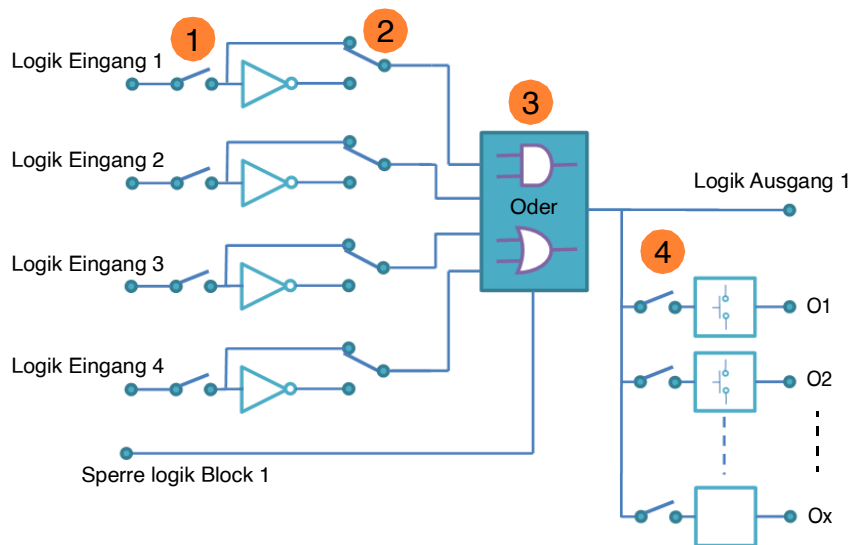 1
2
Logik Eingang 1
3
Logik Eingang 2
Logik Ausgang 1
Oder
4
Logik Eingang 3
O1
Logik Eingang 4
O2
Sperre logik Block 1
Ox